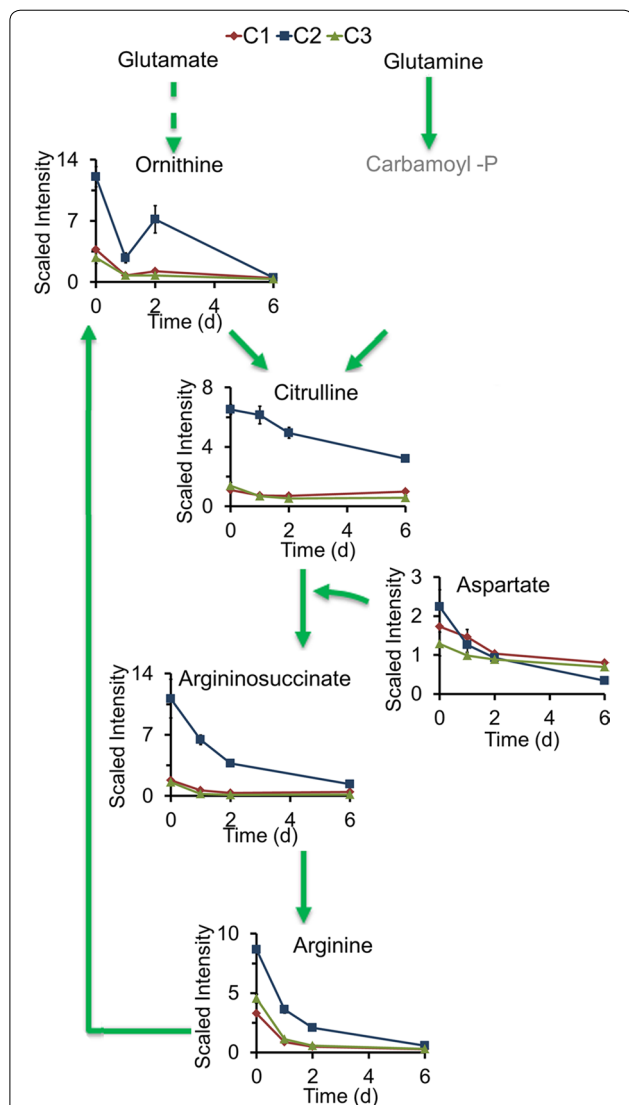 C1 C2 C3
Glutamate Glutamine
Ornithine Carbamoyl -P
Scaled Intensity
14
7
0
0 2 4 6
Time (d)
Citrulline
Scaled Intensity
8
4
0
0 2 4 6
Time (d)
Aspartate
Scaled Intensity
3
2
1
0
0 2 4 6
Time (d)
Argininosuccinate
Scaled Intensity
14
7
0
0 2 4 6
Time (d)
Arginine
Scaled Intensity
10
5
0
0 2 4 6
Time (d)